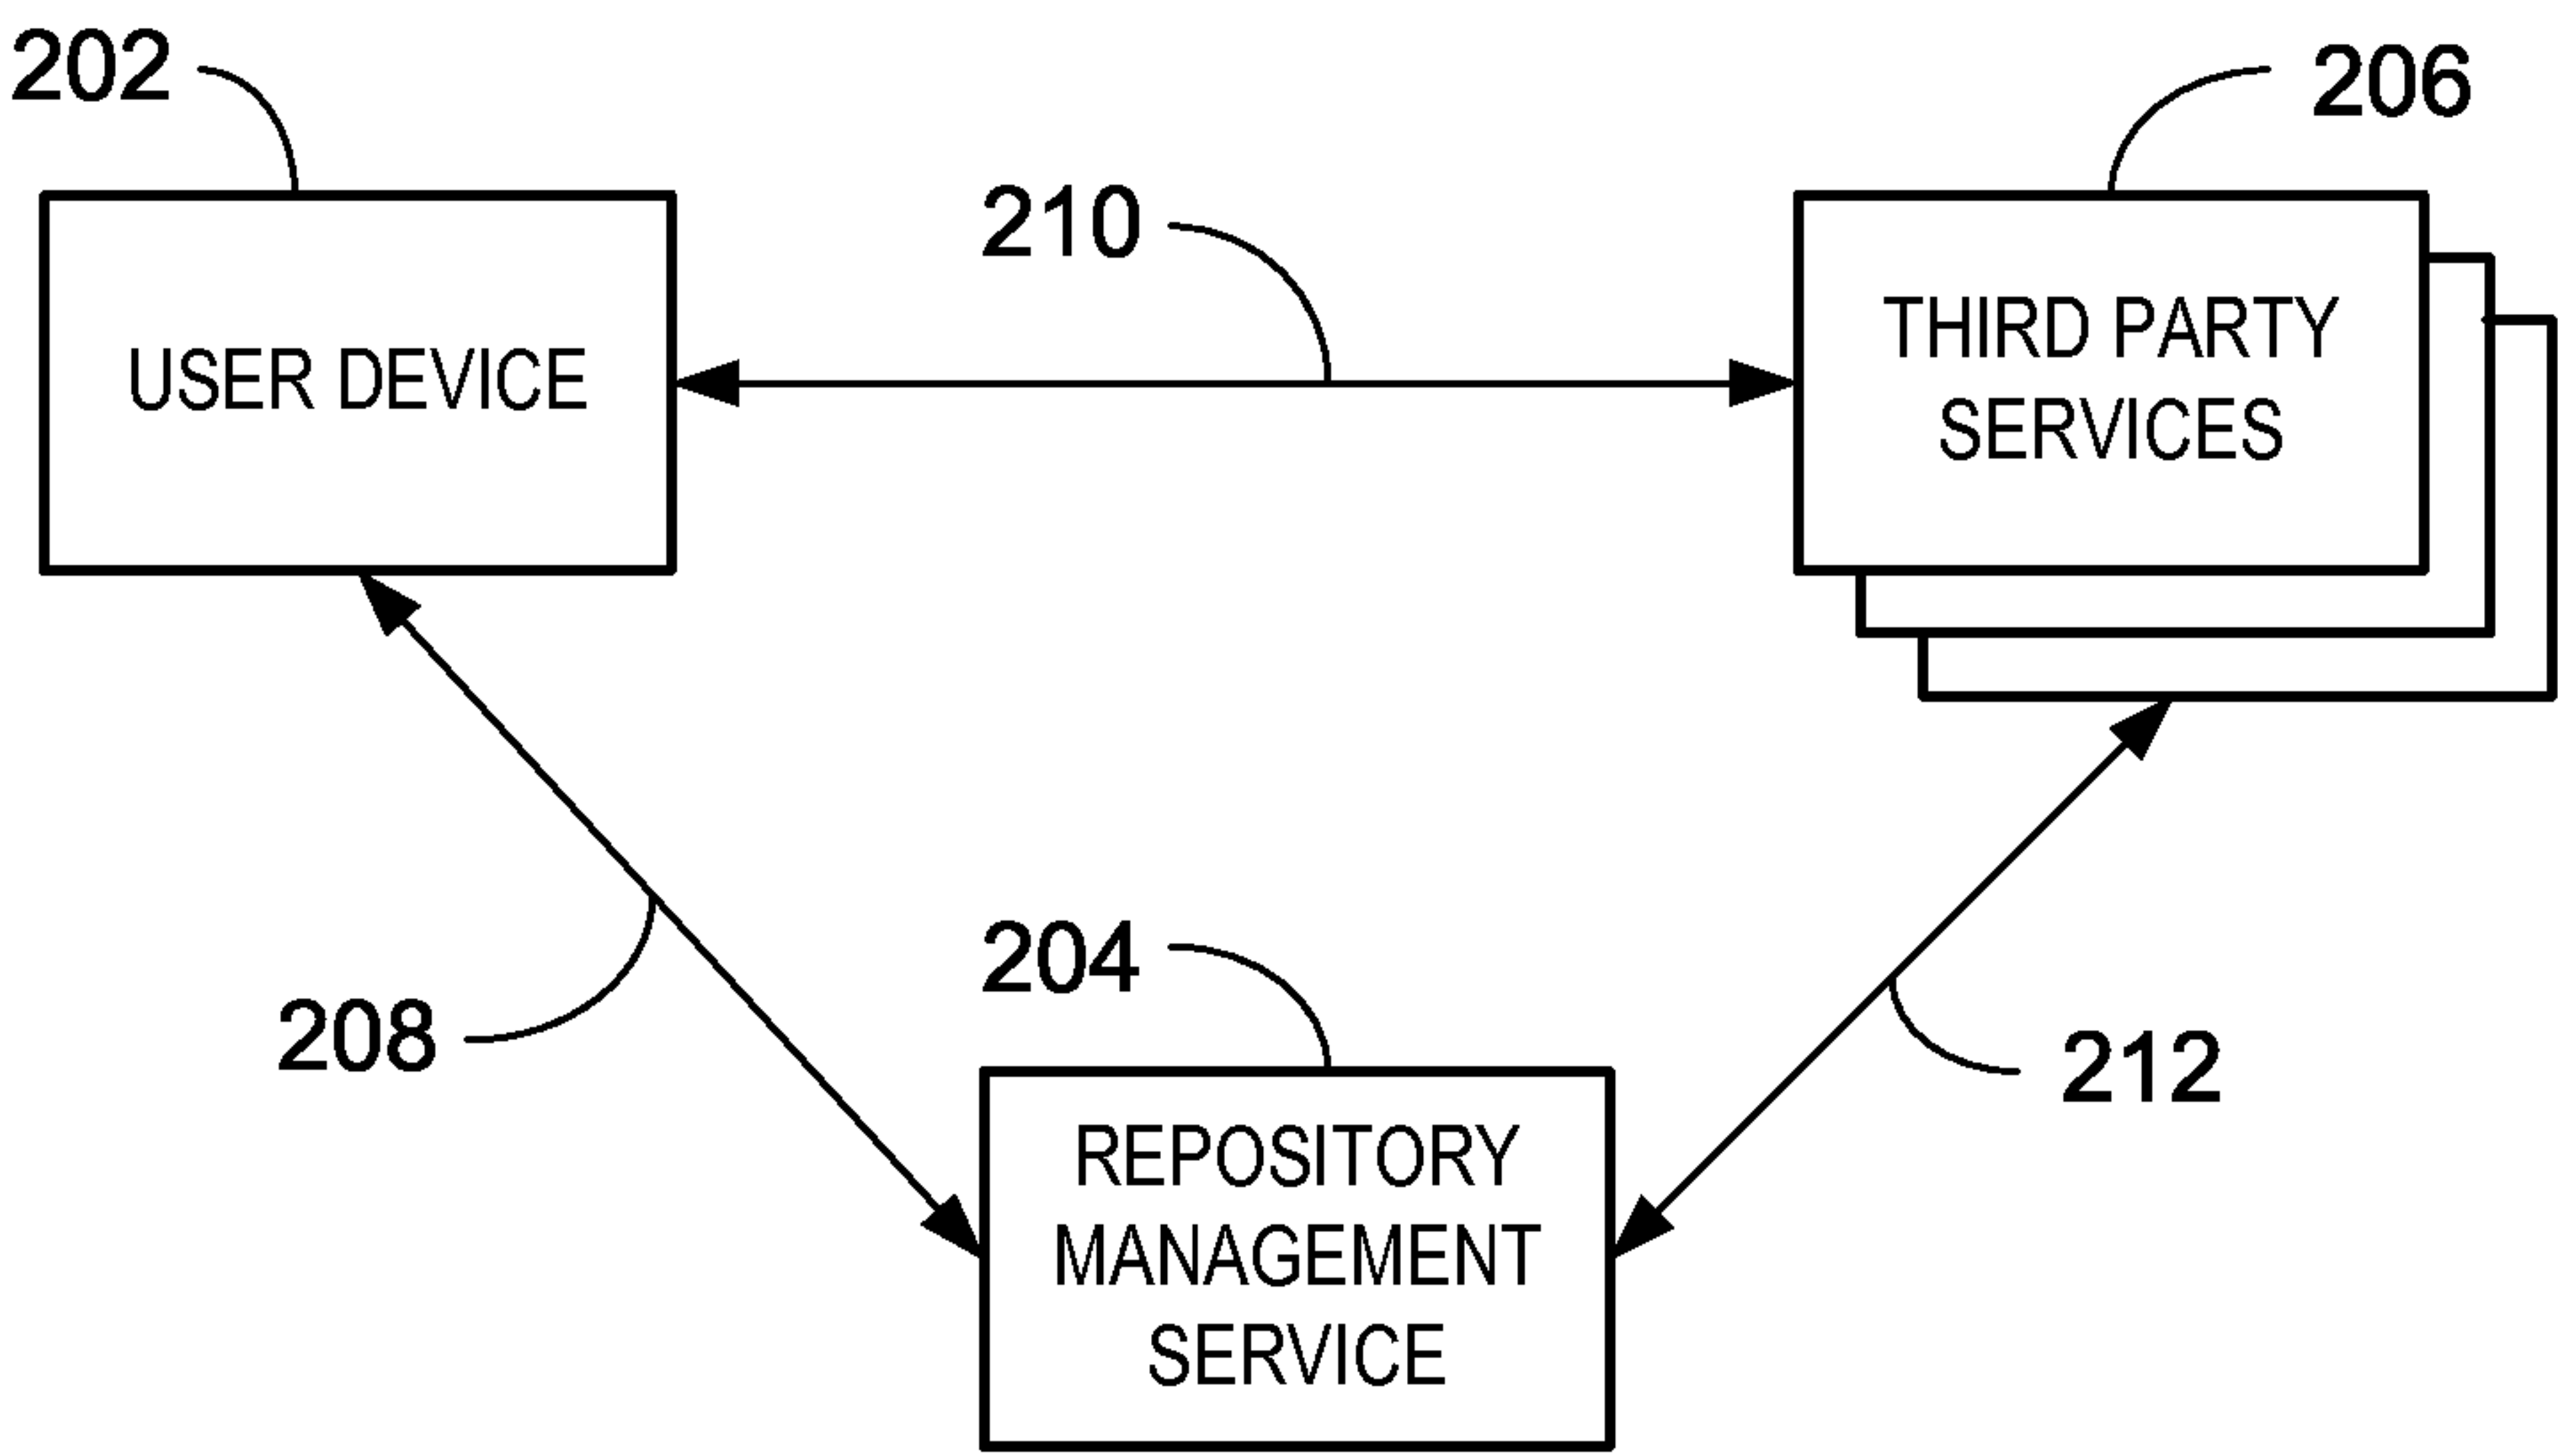 202
206
210
USER DEVICE
THIRD PARTY
SERVICES
204
208
212
REPOSITORY
MANAGEMENT
SERVICE